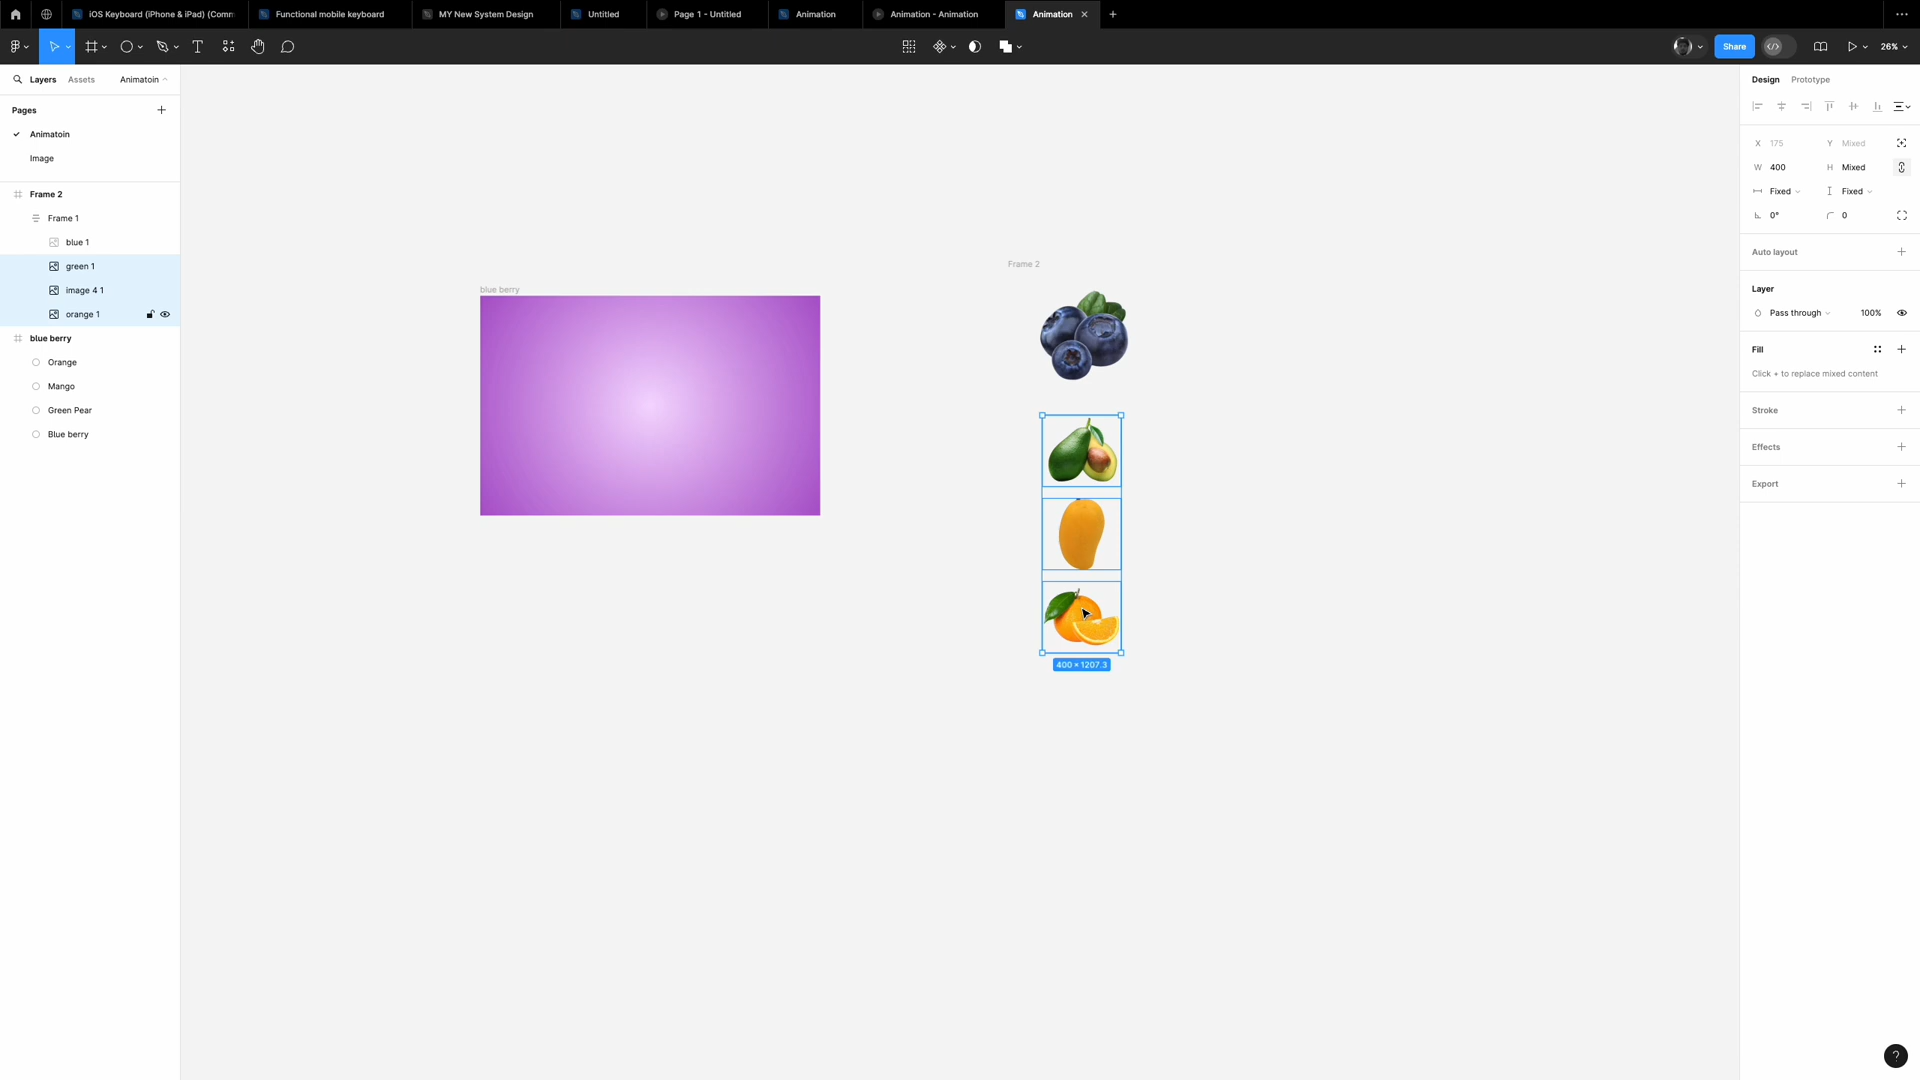 iOS Keyboard (iPhone & iPad) (Comm
Functional mobile keyboard
MY New System Design
Untitled
Page 1 - Untitled
Animation
Animation - Animation
Animation
Share
26%
Layers
Assets
Animatoin
Pages
Animatoin
Image
Frame 2
Frame 1
blue 1
green 1
image 4 1
orange 1
blue berry
Orange
Mango
Green Pear
Blue berry
blue berry
Frame 2
400 × 1207.3
Design
Prototype
X 175 Y Mixed
W 400 H Mixed
Fixed Fixed
0° 0
Auto layout
Layer
Pass through 100%
Fill
Click + to replace mixed content
Stroke
Effects
Export
?